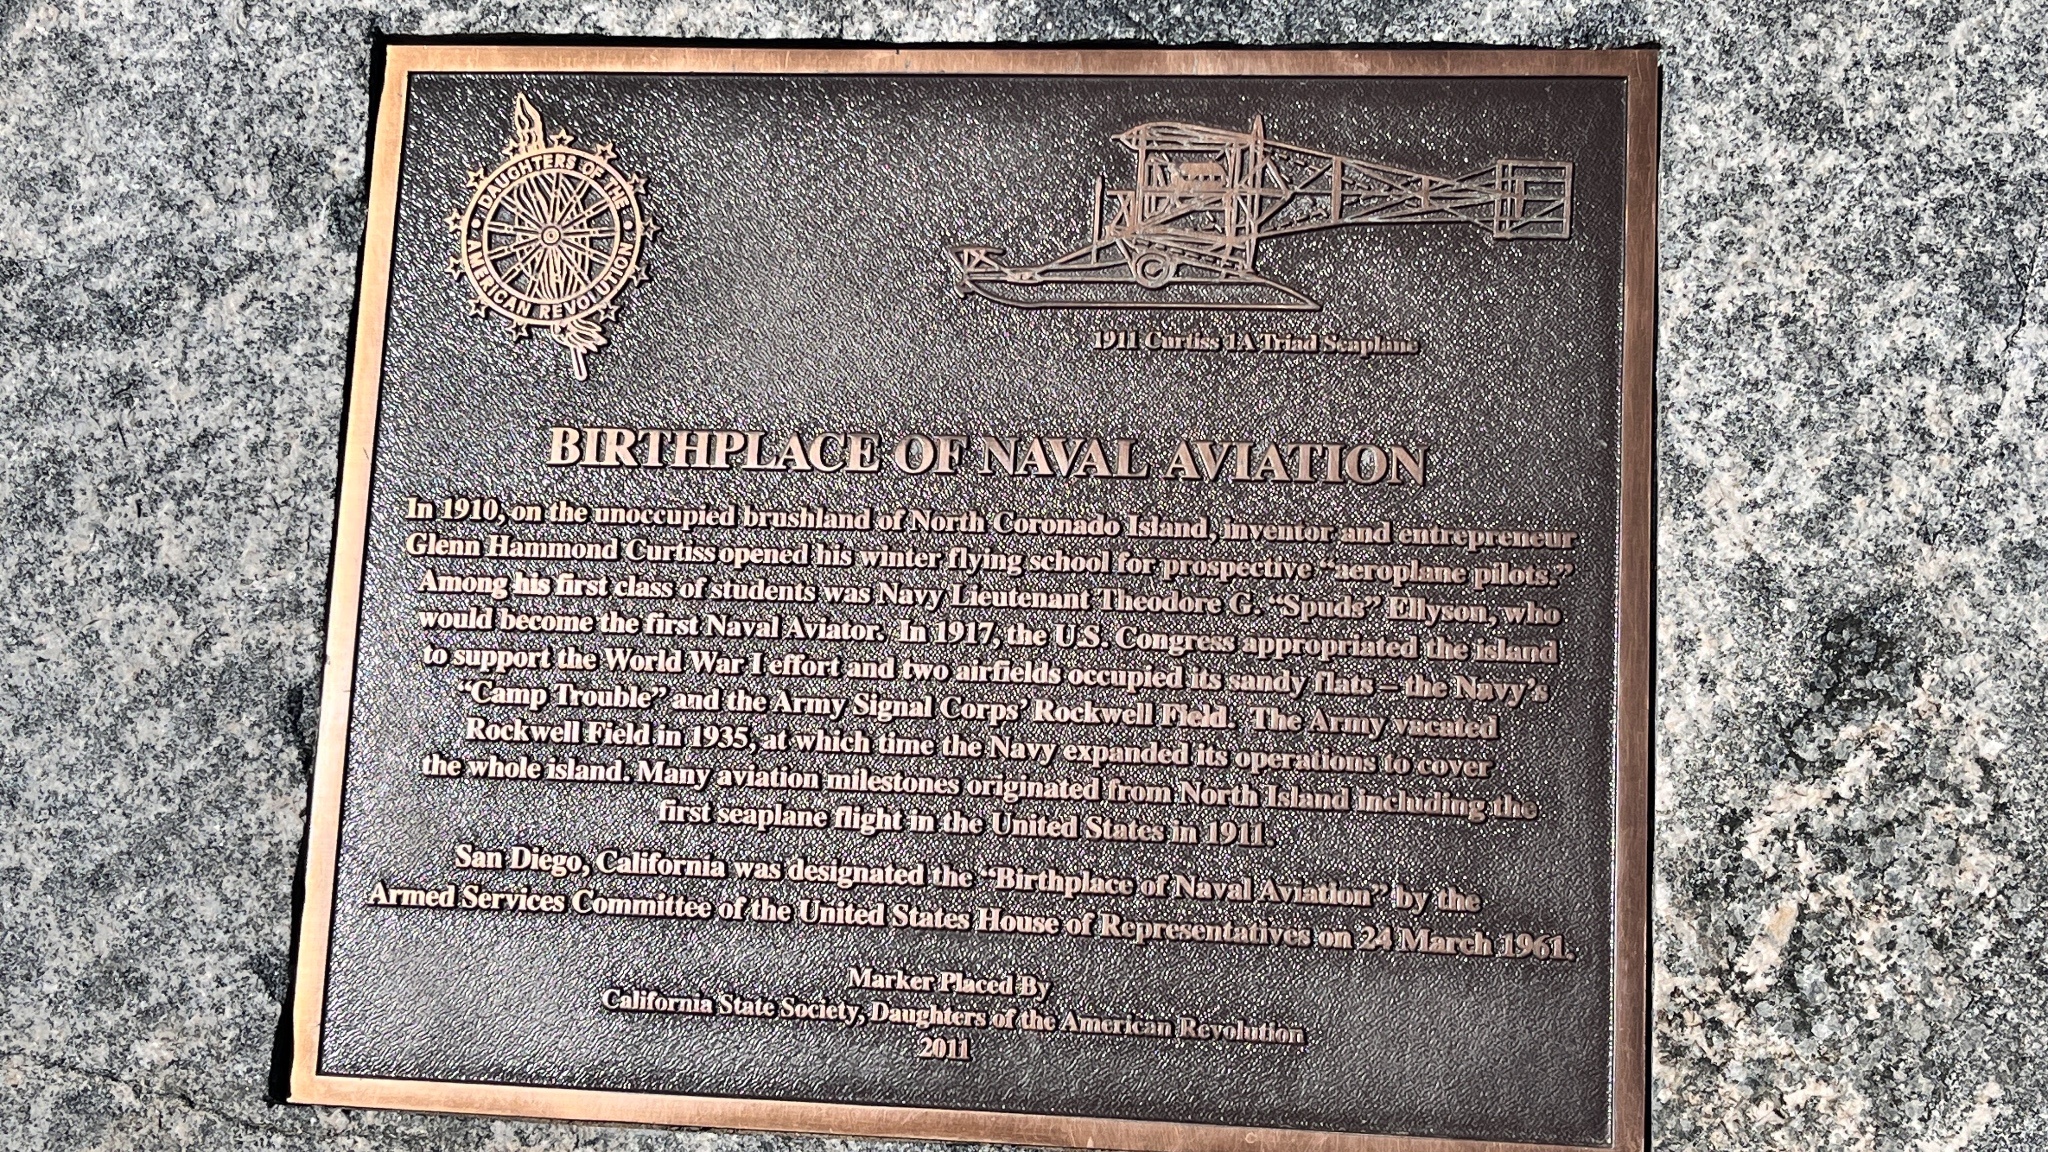 DAUGHTERS OF THE
AMERICAN REVOLUTION
1911 Curtiss 1A Triad Seaplane
BIRTHPLACE OF NAVAL AVIATION
In 1910, on the unoccupied brushland of North Coronado Island, inventor and entrepreneur
Glenn Hammond Curtiss opened his winter flying school for prospective “aeroplane pilots.”
Among his first class of students was Navy Lieutenant Theodore G. “Spuds” Ellyson, who
would become the first Naval Aviator. In 1917, the U.S. Congress appropriated the island
to support the World War I effort and two airfields occupied its sandy flats – the Navy’s
“Camp Trouble” and the Army Signal Corps’ Rockwell Field. The Army vacated
Rockwell Field in 1935, at which time the Navy expanded its operations to cover
the whole island. Many aviation milestones originated from North Island including the
first seaplane flight in the United States in 1911.
San Diego, California was designated the “Birthplace of Naval Aviation” by the
Armed Services Committee of the United States House of Representatives on 24 March 1961.
Marker Placed By
California State Society, Daughters of the American Revolution
2011